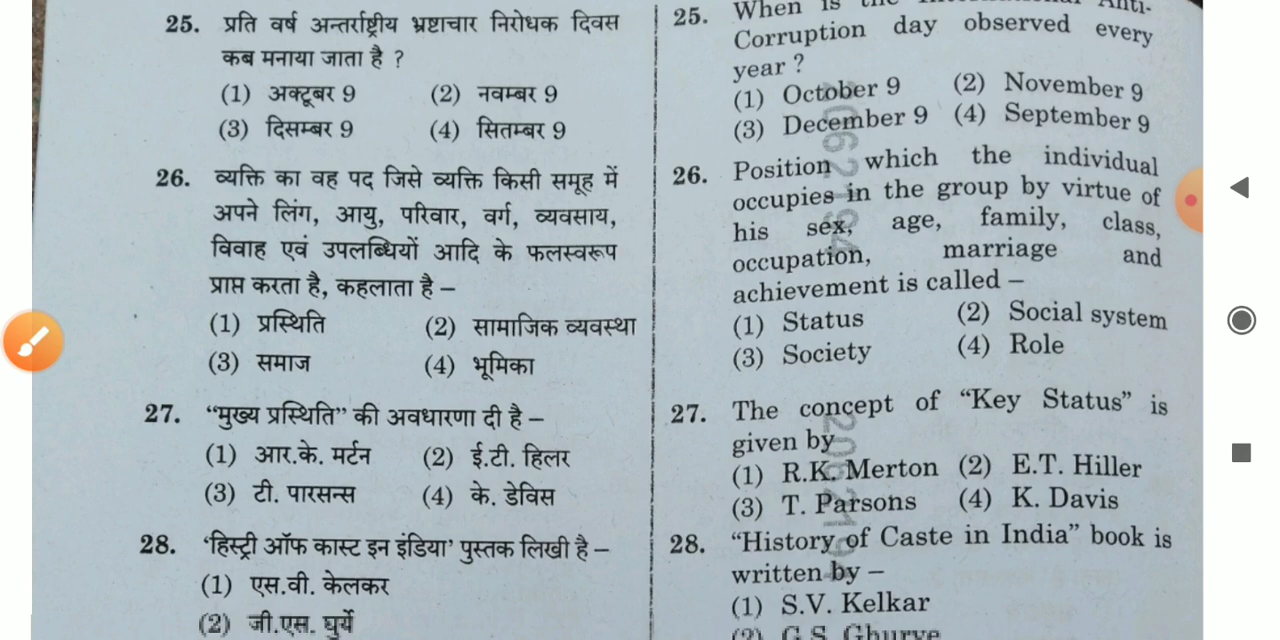 25. प्रति वर्ष अन्तर्राष्ट्रीय भ्रष्टाचार निरोधक दिवस
कब मनाया जाता है ?
(1) अक्टूबर 9 (2) नवम्बर 9
(3) दिसम्बर 9 (4) सितम्बर 9
26. व्यक्ति का वह पद जिसे व्यक्ति किसी समूह में
अपने लिंग, आयु, परिवार, वर्ग, व्यवसाय,
विवाह एवं उपलब्धियों आदि के फलस्वरूप
प्राप्त करता है, कहलाता है –
(1) प्रस्थिति (2) सामाजिक व्यवस्था
(3) समाज (4) भूमिका
27. “मुख्य प्रस्थिति” की अवधारणा दी है –
(1) आर.के. मर्टन (2) ई.टी. हिलर
(3) टी. पारसन्स (4) के. डेविस
28. ‘हिस्ट्री ऑफ कास्ट इन इंडिया’ पुस्तक लिखी है –
(1) एस.वी. केलकर
(2) जी.एस. घुर्ये
25. When is the International Anti-
Corruption day observed every
year ?
(1) October 9 (2) November 9
(3) December 9 (4) September 9
26. Position which the individual
occupies in the group by virtue of
his sex, age, family, class,
occupation, marriage and
achievement is called –
(1) Status (2) Social system
(3) Society (4) Role
27. The concept of “Key Status” is
given by
(1) R.K. Merton (2) E.T. Hiller
(3) T. Parsons (4) K. Davis
28. “History of Caste in India” book is
written by –
(1) S.V. Kelkar
(2) G.S. Ghurye